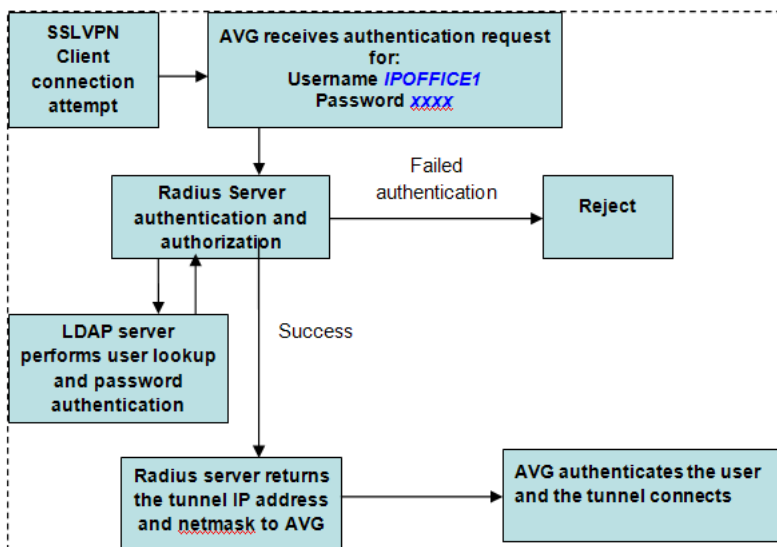 SSLVPN
Client
connection
attempt
AVG receives authentication request
for:
Username IPOFFICE1
Password xxxx
Radius Server
authentication and
authorization
Failed
authentication
Reject
LDAP server
performs user lookup
and password
authentication
Success
Radius server returns
the tunnel IP address
and netmask to AVG
AVG authenticates the user
and the tunnel connects